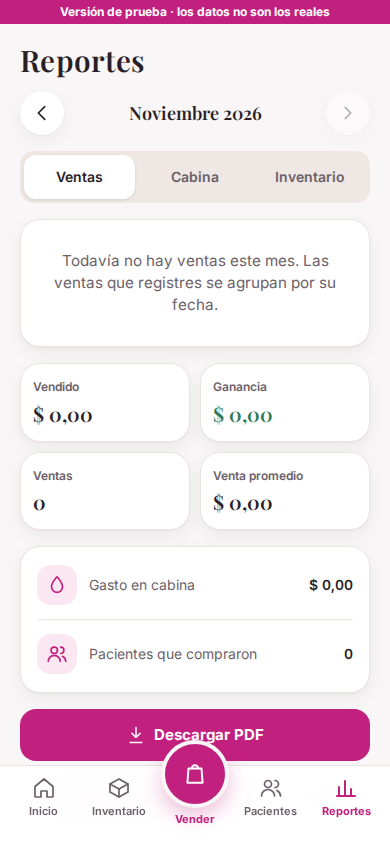 Versión de prueba · los datos no son los reales
Reportes
Noviembre 2026
Ventas
Cabina
Inventario
Todavía no hay ventas este mes. Las
ventas que registres se agrupan por su
fecha.
Vendido
$ 0,00
Ganancia
$ 0,00
Ventas
0
Venta promedio
$ 0,00
Gasto en cabina
$ 0,00
Pacientes que compraron
0
Descargar PDF
Inicio
Inventario
Vender
Pacientes
Reportes